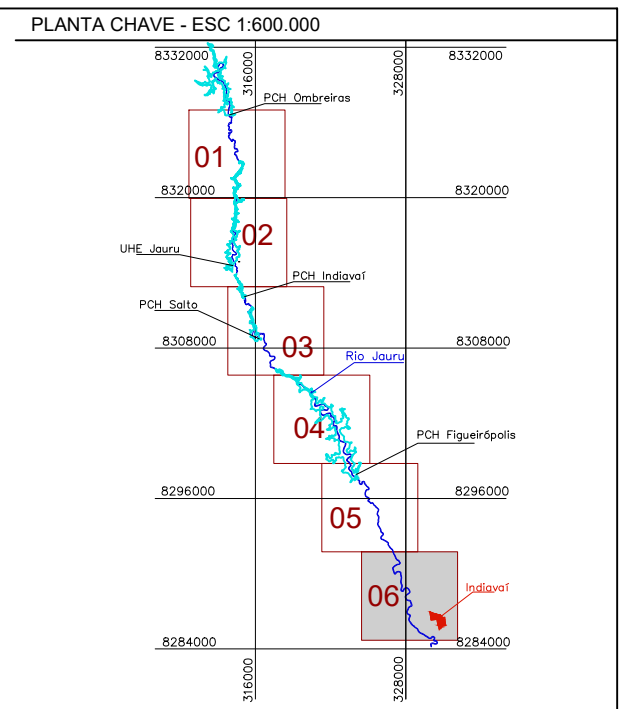 PLANTA CHAVE - ESC 1:600.000
8332000
316000
328000
8332000
PCH Ombreiras
01
8320000
8320000
02
UHE Jauru
PCH Indiavaí
PCH Salto
8308000
03
8308000
Rio Jauru
04
PCH Figueirópolis
8296000
8296000
05
06
Indiavaí
8284000
8284000
316000
328000